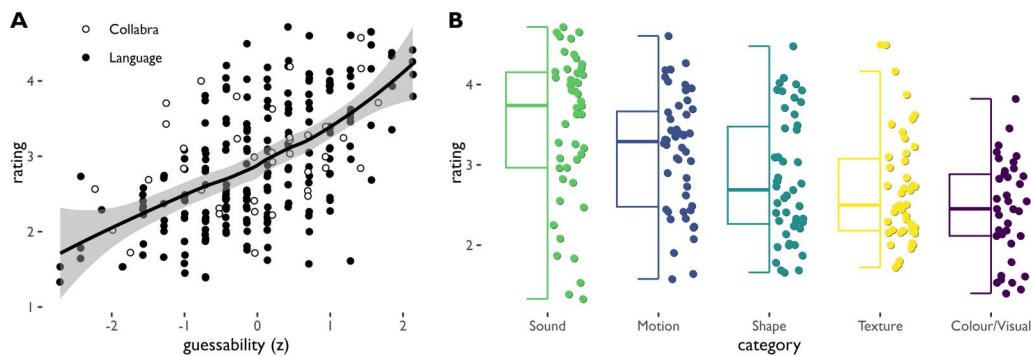 A
Collabra
Language
rating
4
3
2
1
-2
-1
0
1
2
guessability (z)
B
rating
4
3
2
Sound
Motion
Shape
Texture
Colour/Visual
category